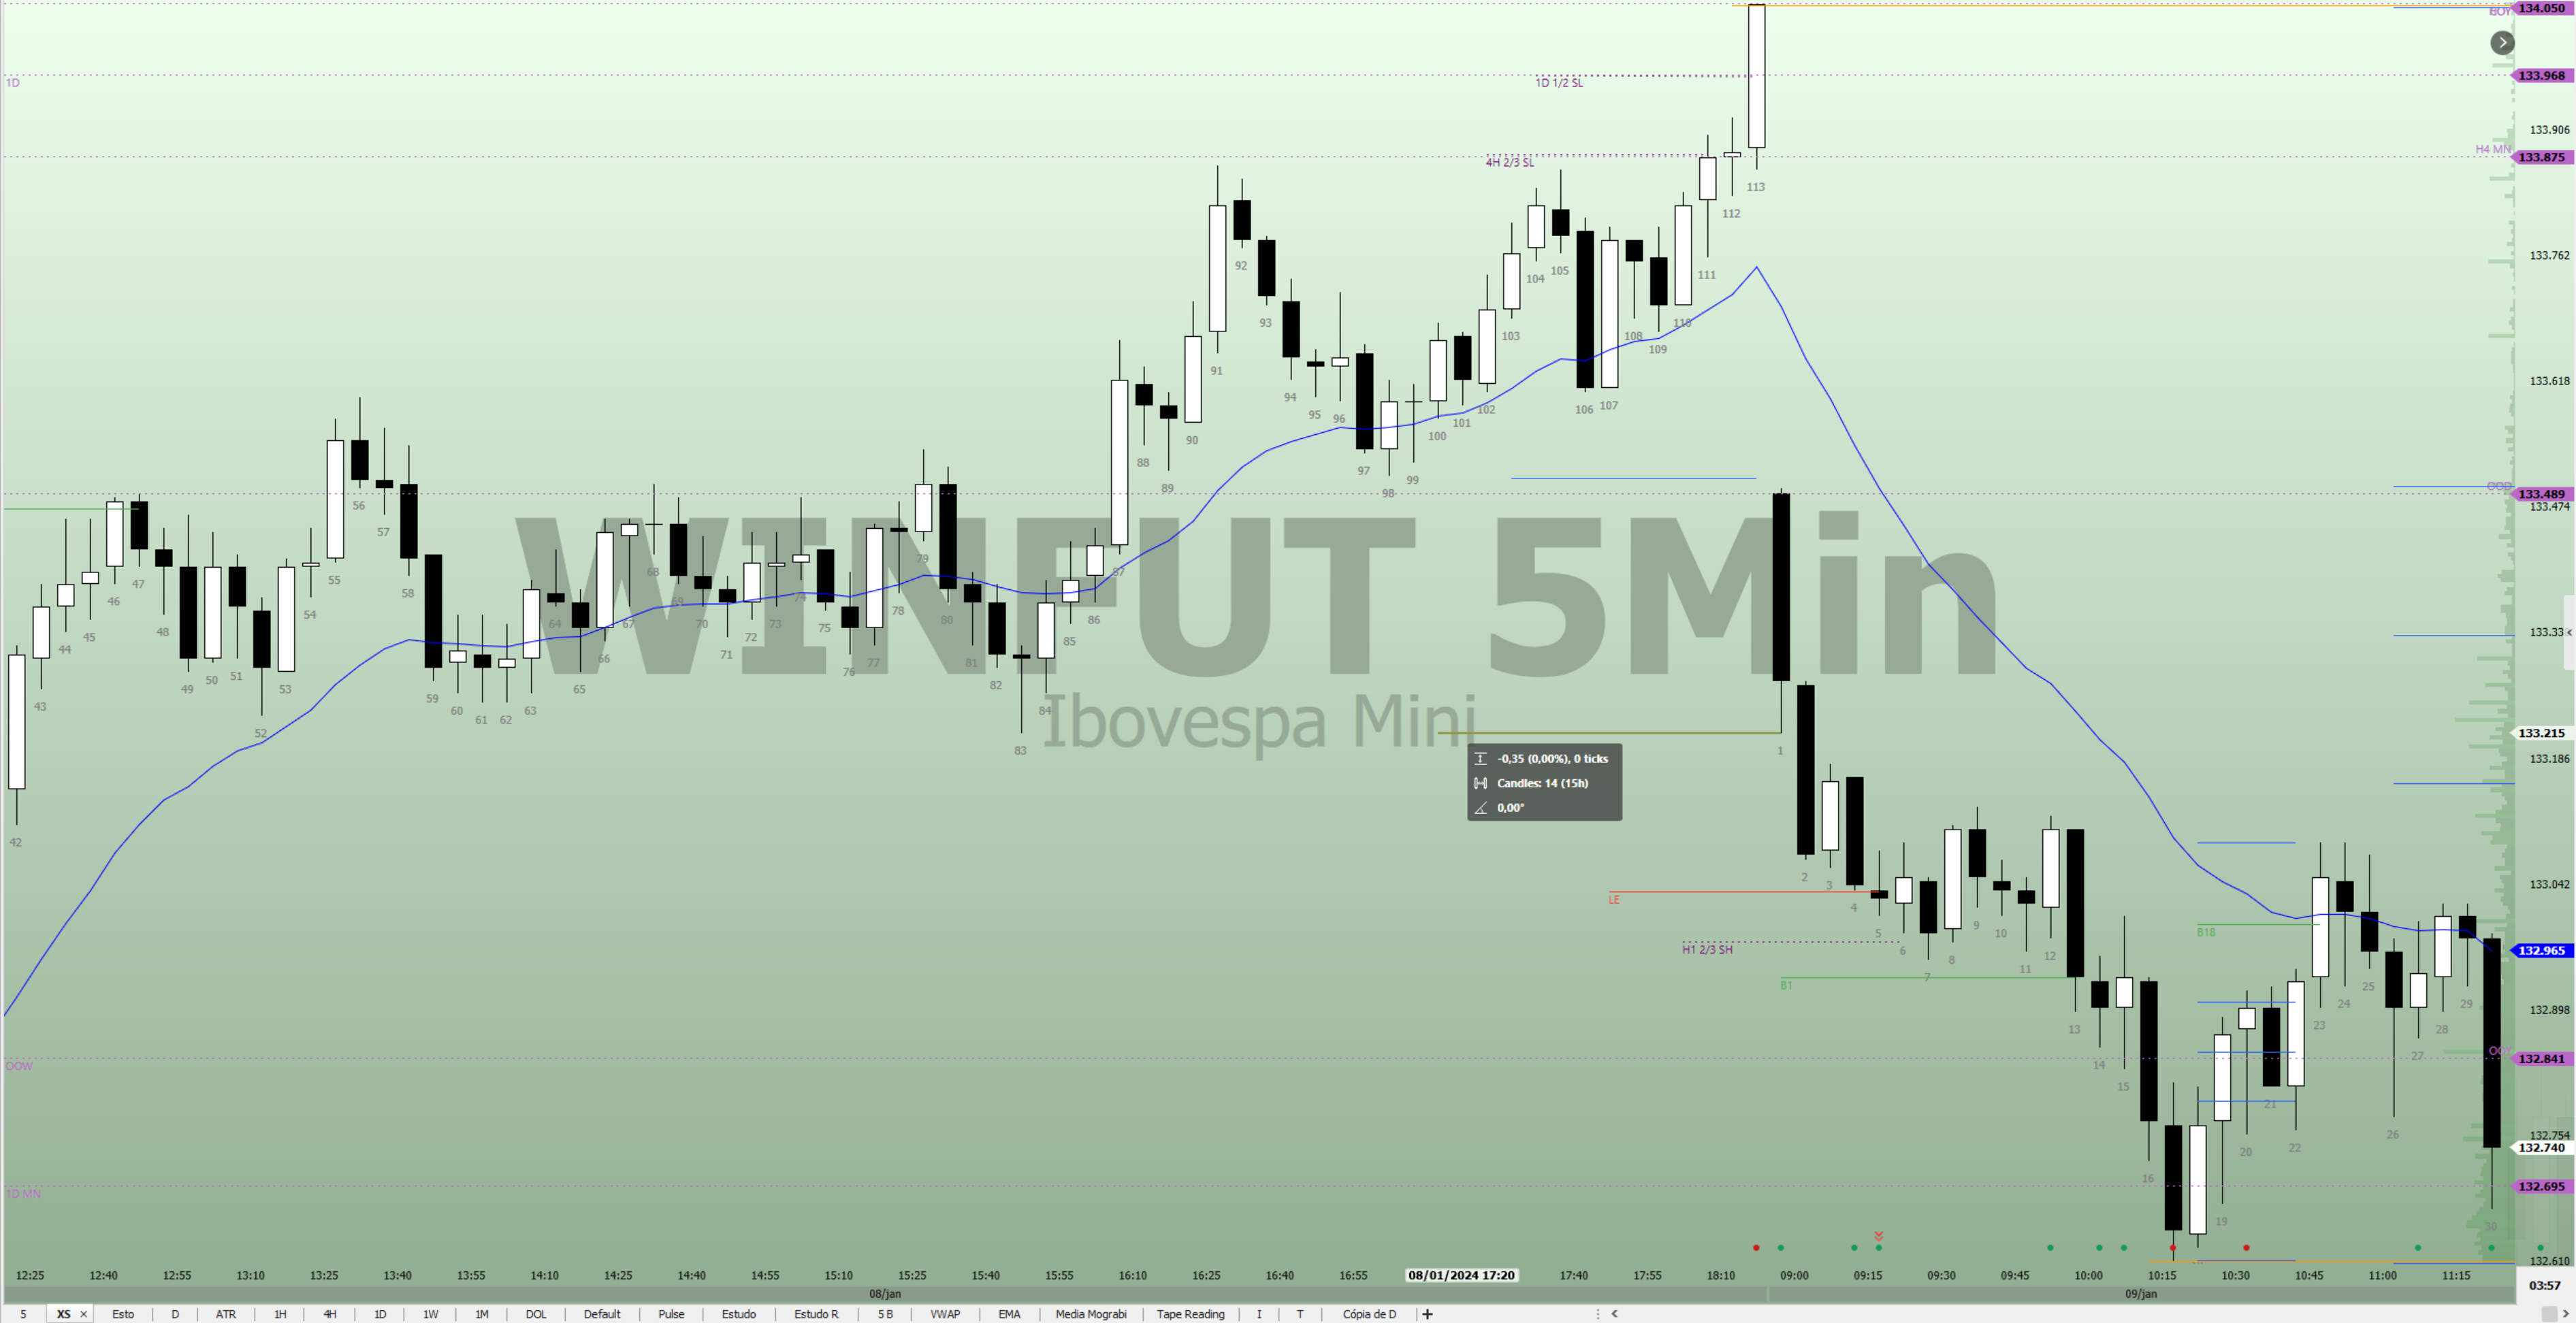 BOY 134.050
1D 1D 1/2 SL 133.968
133.906
4H 2/3 SL H4 MN 133.875
113
112
133.762
92 104 105 111
93 103 110
108 109
91 133.618
94 95 96 102 106 107
88 90 101 100
89 97 98 99
OOD 133.489
133.474
56 57
WINFUT 5Min
Ibovespa Mini
46 47 45 44 48 49 50 51 52 53 54 55 58 59 60 61 62 63 64 65 66 67 68 69 70 71 72 73 74 75 76 77 78 79 80 81 82 83 84 85 86 87
43
133.33
133.215
-0,35 (0,00%), 0 ticks
Candles: 14 (15h)
0,00°
1
133.186
42
2 3 4 133.042
LE
5 6 7 8 9 10 11 12
B18
H1 2/3 SH 132.965
B1
132.898
13 14 15 23 24 25 27 28 29
OOW 132.841
21 20 22 26
132.754
132.740
16
1D MN 132.695
19 30
132.610
12:25 12:40 12:55 13:10 13:25 13:40 13:55 14:10 14:25 14:40 14:55 15:10 15:25 15:40 15:55 16:10 16:25 16:40 16:55 08/01/2024 17:20 17:40 17:55 18:10 09:00 09:15 09:30 09:45 10:00 10:15 10:30 10:45 11:00 11:15
03:57
08/jan 09/jan
5 XS × Esto D ATR 1H 4H 1D 1W 1M DOL Default Pulse Estudo Estudo R 5 B VWAP EMA Media Mograbi Tape Reading I T Cópia de D +